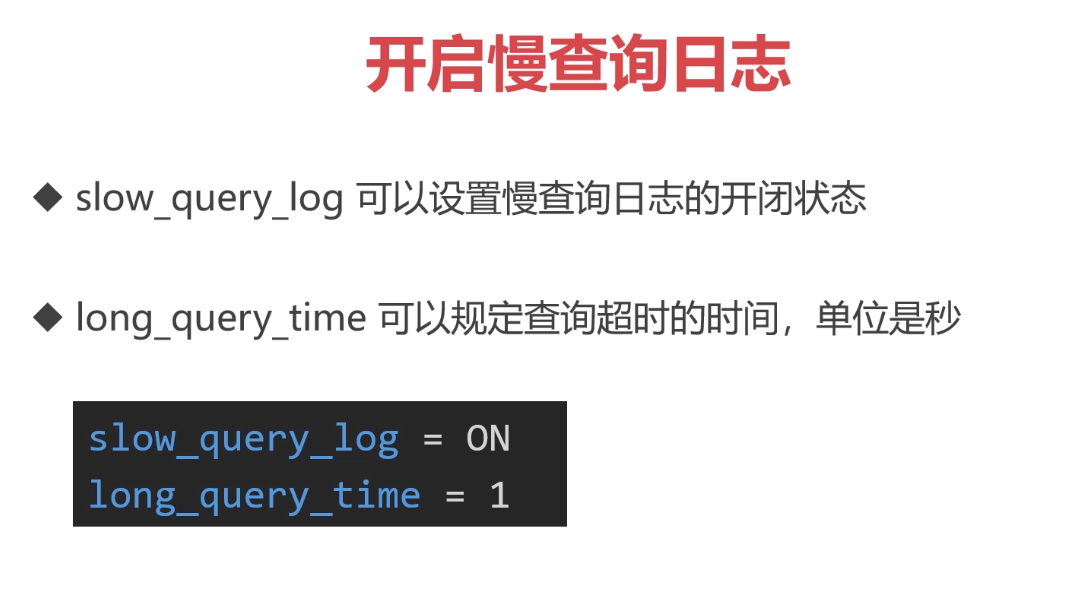 开启慢查询日志
◆ slow_query_log 可以设置慢查询日志的开闭状态
◆ long_query_time 可以规定查询超时的时间，单位是秒
slow_query_log = ON
long_query_time = 1